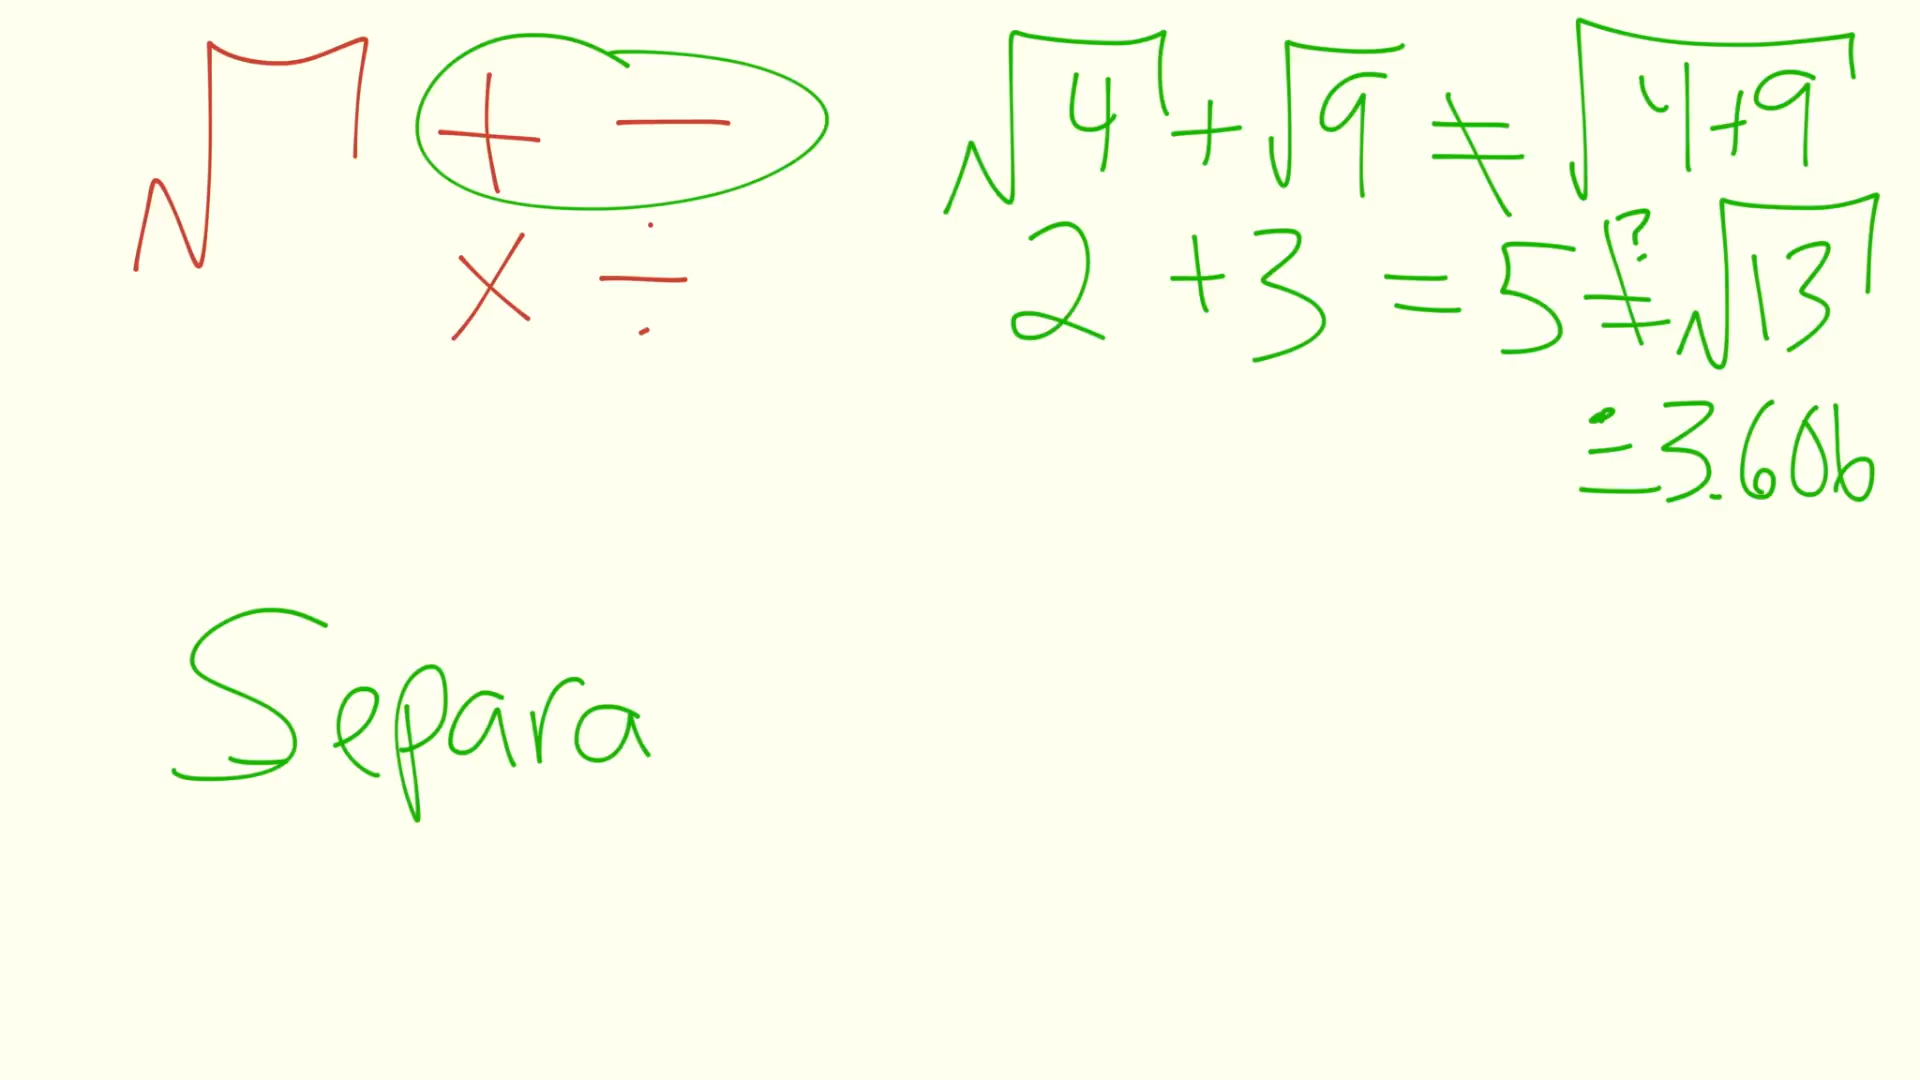 √ + − √4 + √9 ≠ √4+9
× ÷ 2 + 3 = 5 ≠? √13
≐ 3.606
Separa